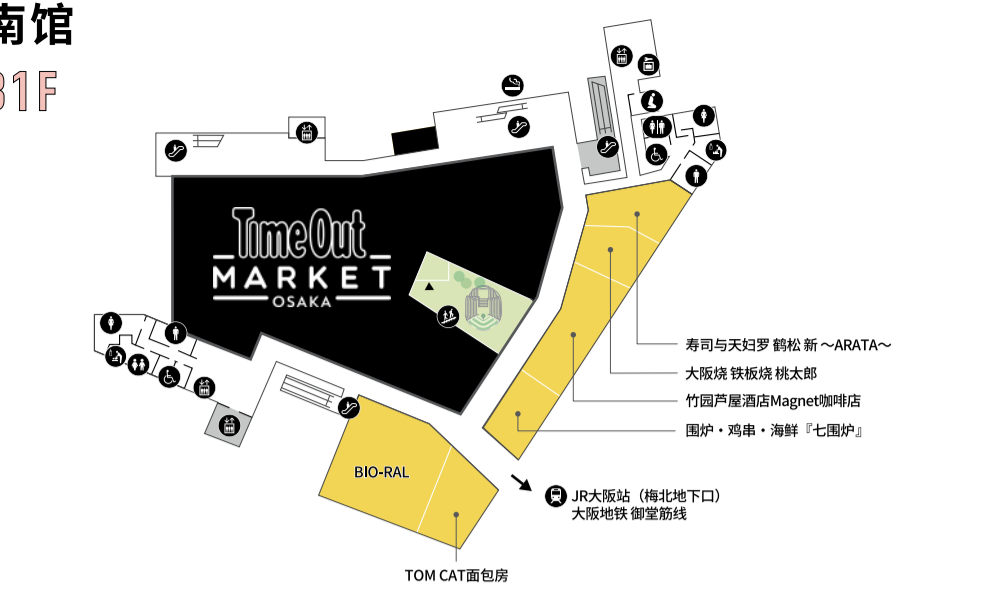 南馆
B1F
Time Out
MARKET
OSAKA
寿司与天妇罗 鹤松 新 ～ARATA～
大阪烧 铁板烧 桃太郎
竹园芦屋酒店Magnet咖啡店
围炉・鸡串・海鲜『七围炉』
BIO-RAL
JR大阪站（梅北地下口）
大阪地铁 御堂筋线
TOM CAT面包房